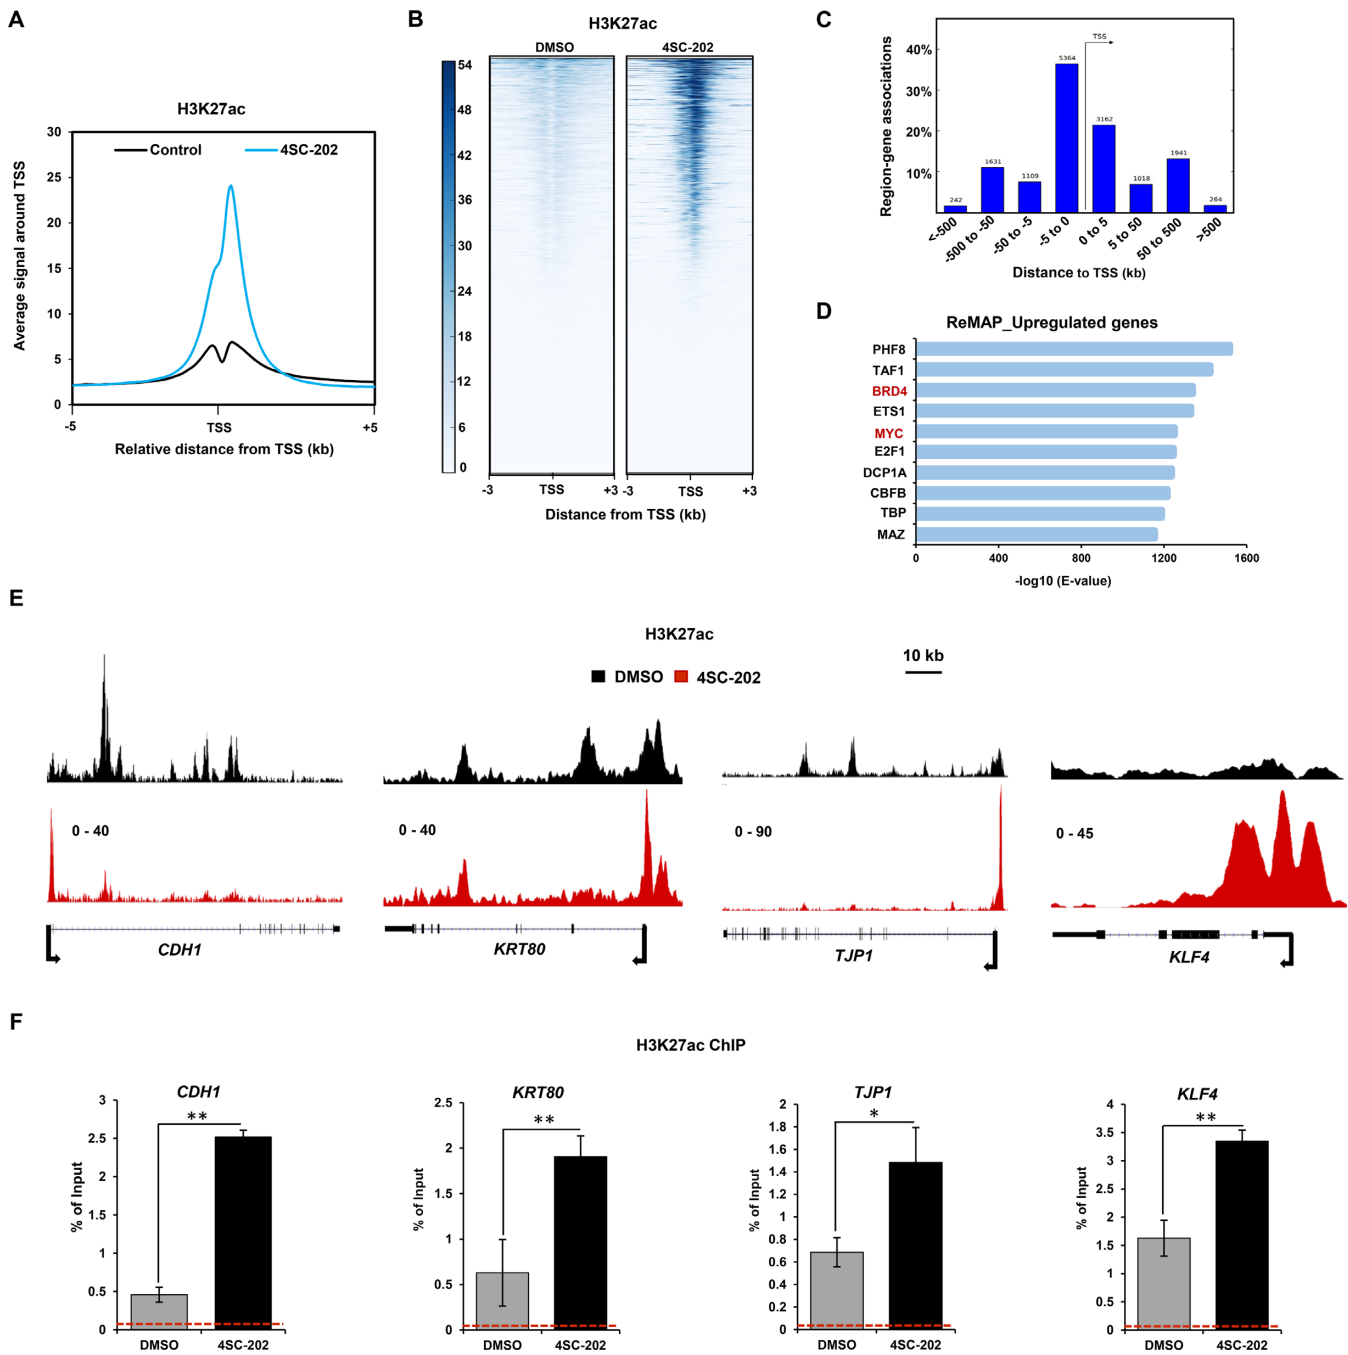 A
H3K27ac
Control
4SC-202
Average signal around TSS
30
25
20
15
10
5
0
-5
TSS
+5
Relative distance from TSS (kb)
B
H3K27ac
DMSO
4SC-202
54
48
42
36
30
24
18
12
6
0
-3
TSS
+3
-3
TSS
+3
Distance from TSS (kb)
C
Region-gene associations
40%
30%
20%
10%
TSS
242
1631
1109
5364
3162
1018
1941
264
<-500
-500 to -50
-50 to -5
-5 to 0
0 to 5
5 to 50
50 to 500
>500
Distance to TSS (kb)
D
ReMAP_Upregulated genes
PHF8
TAF1
BRD4
ETS1
MYC
E2F1
DCP1A
CBFB
TBP
MAZ
0
400
800
1200
1600
-log10 (E-value)
E
H3K27ac
DMSO
4SC-202
10 kb
0 - 40
0 - 40
0 - 90
0 - 45
CDH1
KRT80
TJP1
KLF4
F
H3K27ac ChIP
CDH1
% of Input
3
2.5
2
1.5
1
0.5
0
**
DMSO
4SC-202
KRT80
% of Input
2.5
2
1.5
1
0.5
0
**
DMSO
4SC-202
TJP1
% of Input
2
1.8
1.6
1.4
1.2
1
0.8
0.6
0.4
0.2
0
*
DMSO
4SC-202
KLF4
% of Input
4
3.5
3
2.5
2
1.5
1
0.5
0
**
DMSO
4SC-202